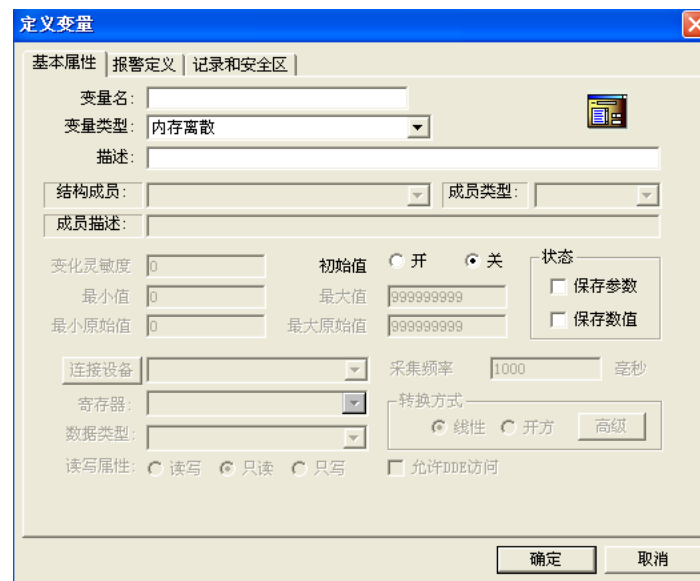 定义变量
基本属性 报警定义 记录和安全区
变量名:
变量类型: 内存离散
描述:
结构成员: 成员类型:
成员描述:
变化灵敏度 0 初始值 开 关 状态
最小值 0 最大值 999999999 保存参数
最小原始值 0 最大原始值 999999999 保存数值
连接设备 采集频率 1000 毫秒
寄存器: 转换方式
数据类型: 线性 开方 高级
读写属性: 读写 只读 只写 允许DDE访问
确定 取消